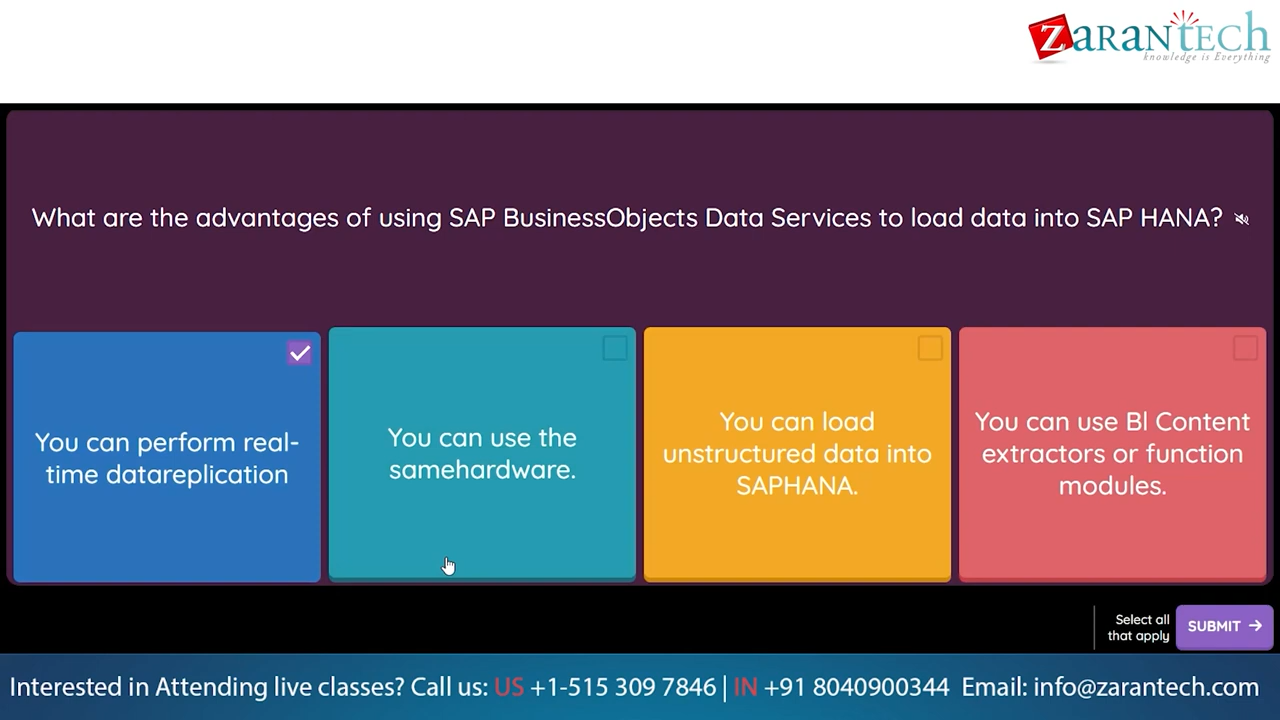 ZARANTECH
knowledge is Everything
What are the advantages of using SAP BusinessObjects Data Services to load data into SAP HANA?
You can perform real-
time datareplication
You can use the
samehardware.
You can load
unstructured data into
SAPHANA.
You can use Bl Content
extractors or function
modules.
Select all
that apply
SUBMIT
Interested in Attending live classes? Call us: US +1-515 309 7846 | IN +91 8040900344 Email: info@zarantech.com